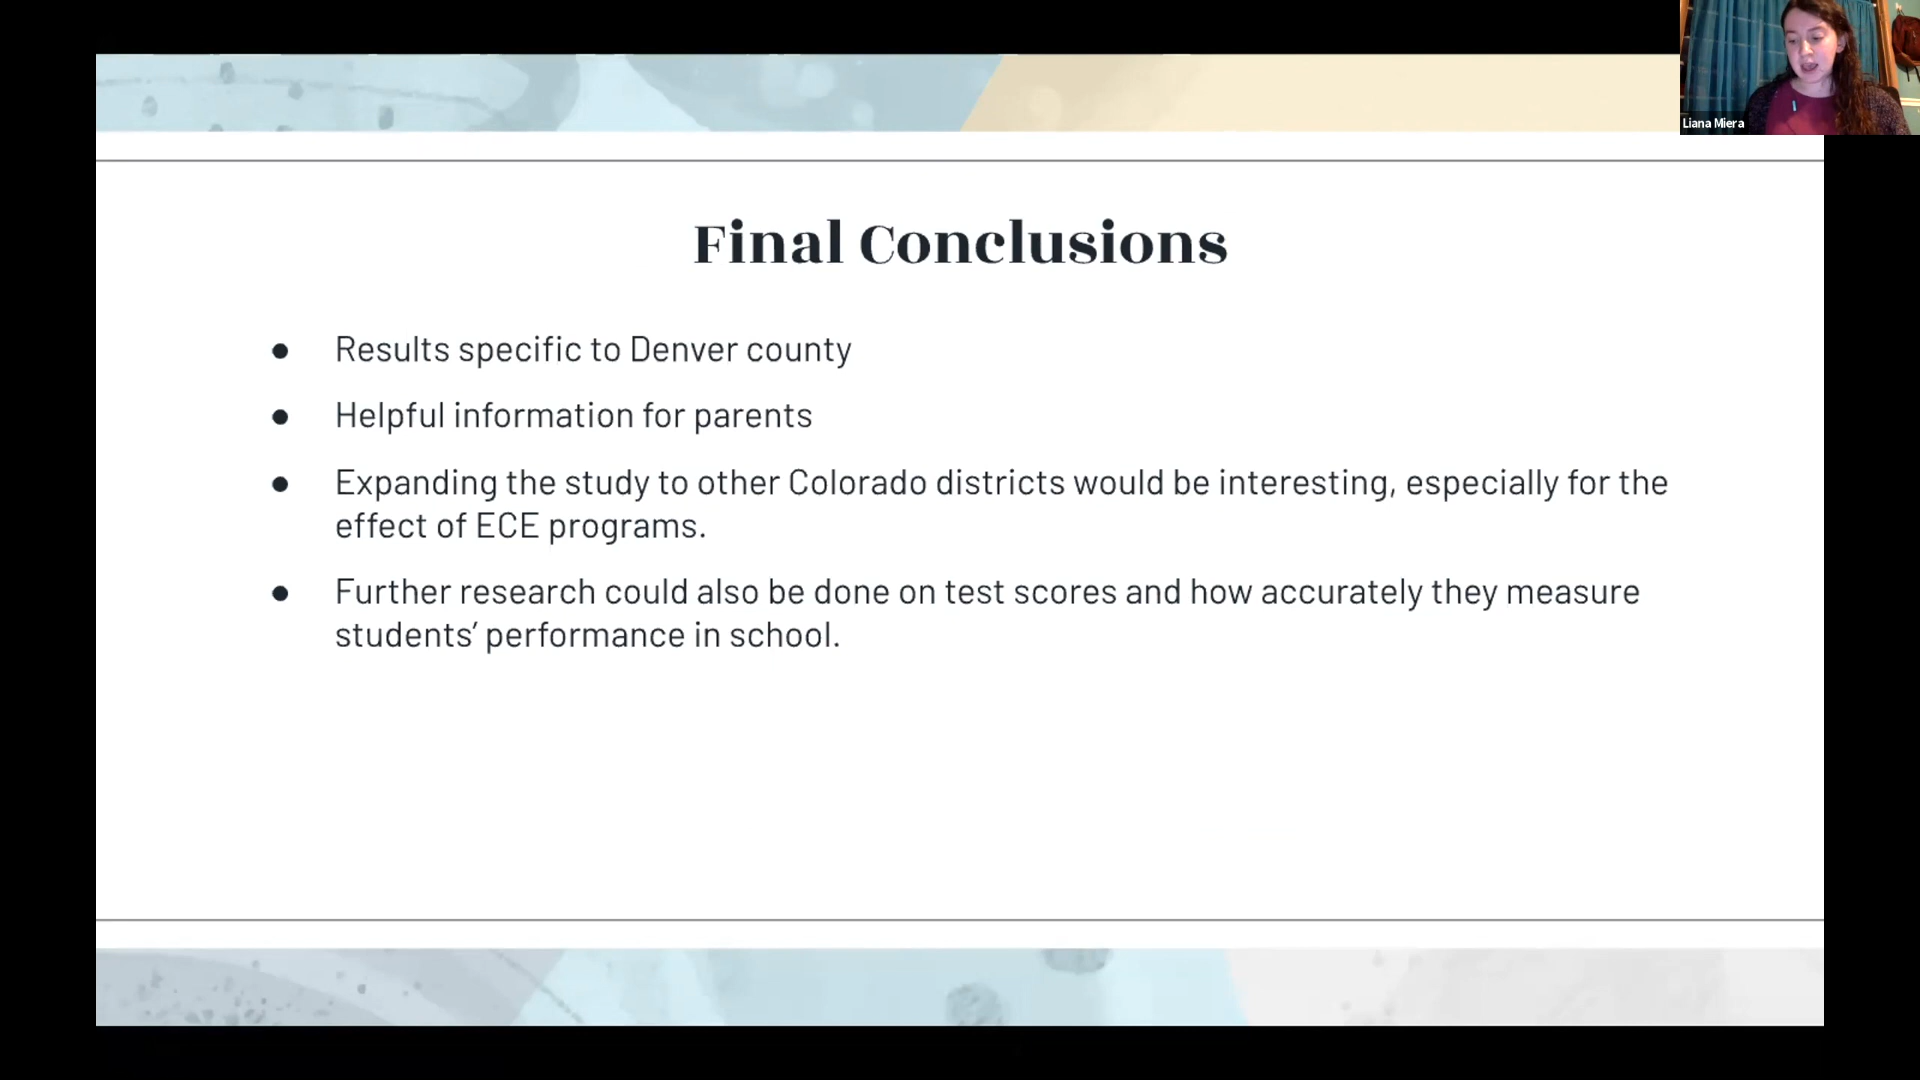 Liana Miera
Final Conclusions
● Results specific to Denver county
● Helpful information for parents
● Expanding the study to other Colorado districts would be interesting, especially for the
effect of ECE programs.
● Further research could also be done on test scores and how accurately they measure
students’ performance in school.